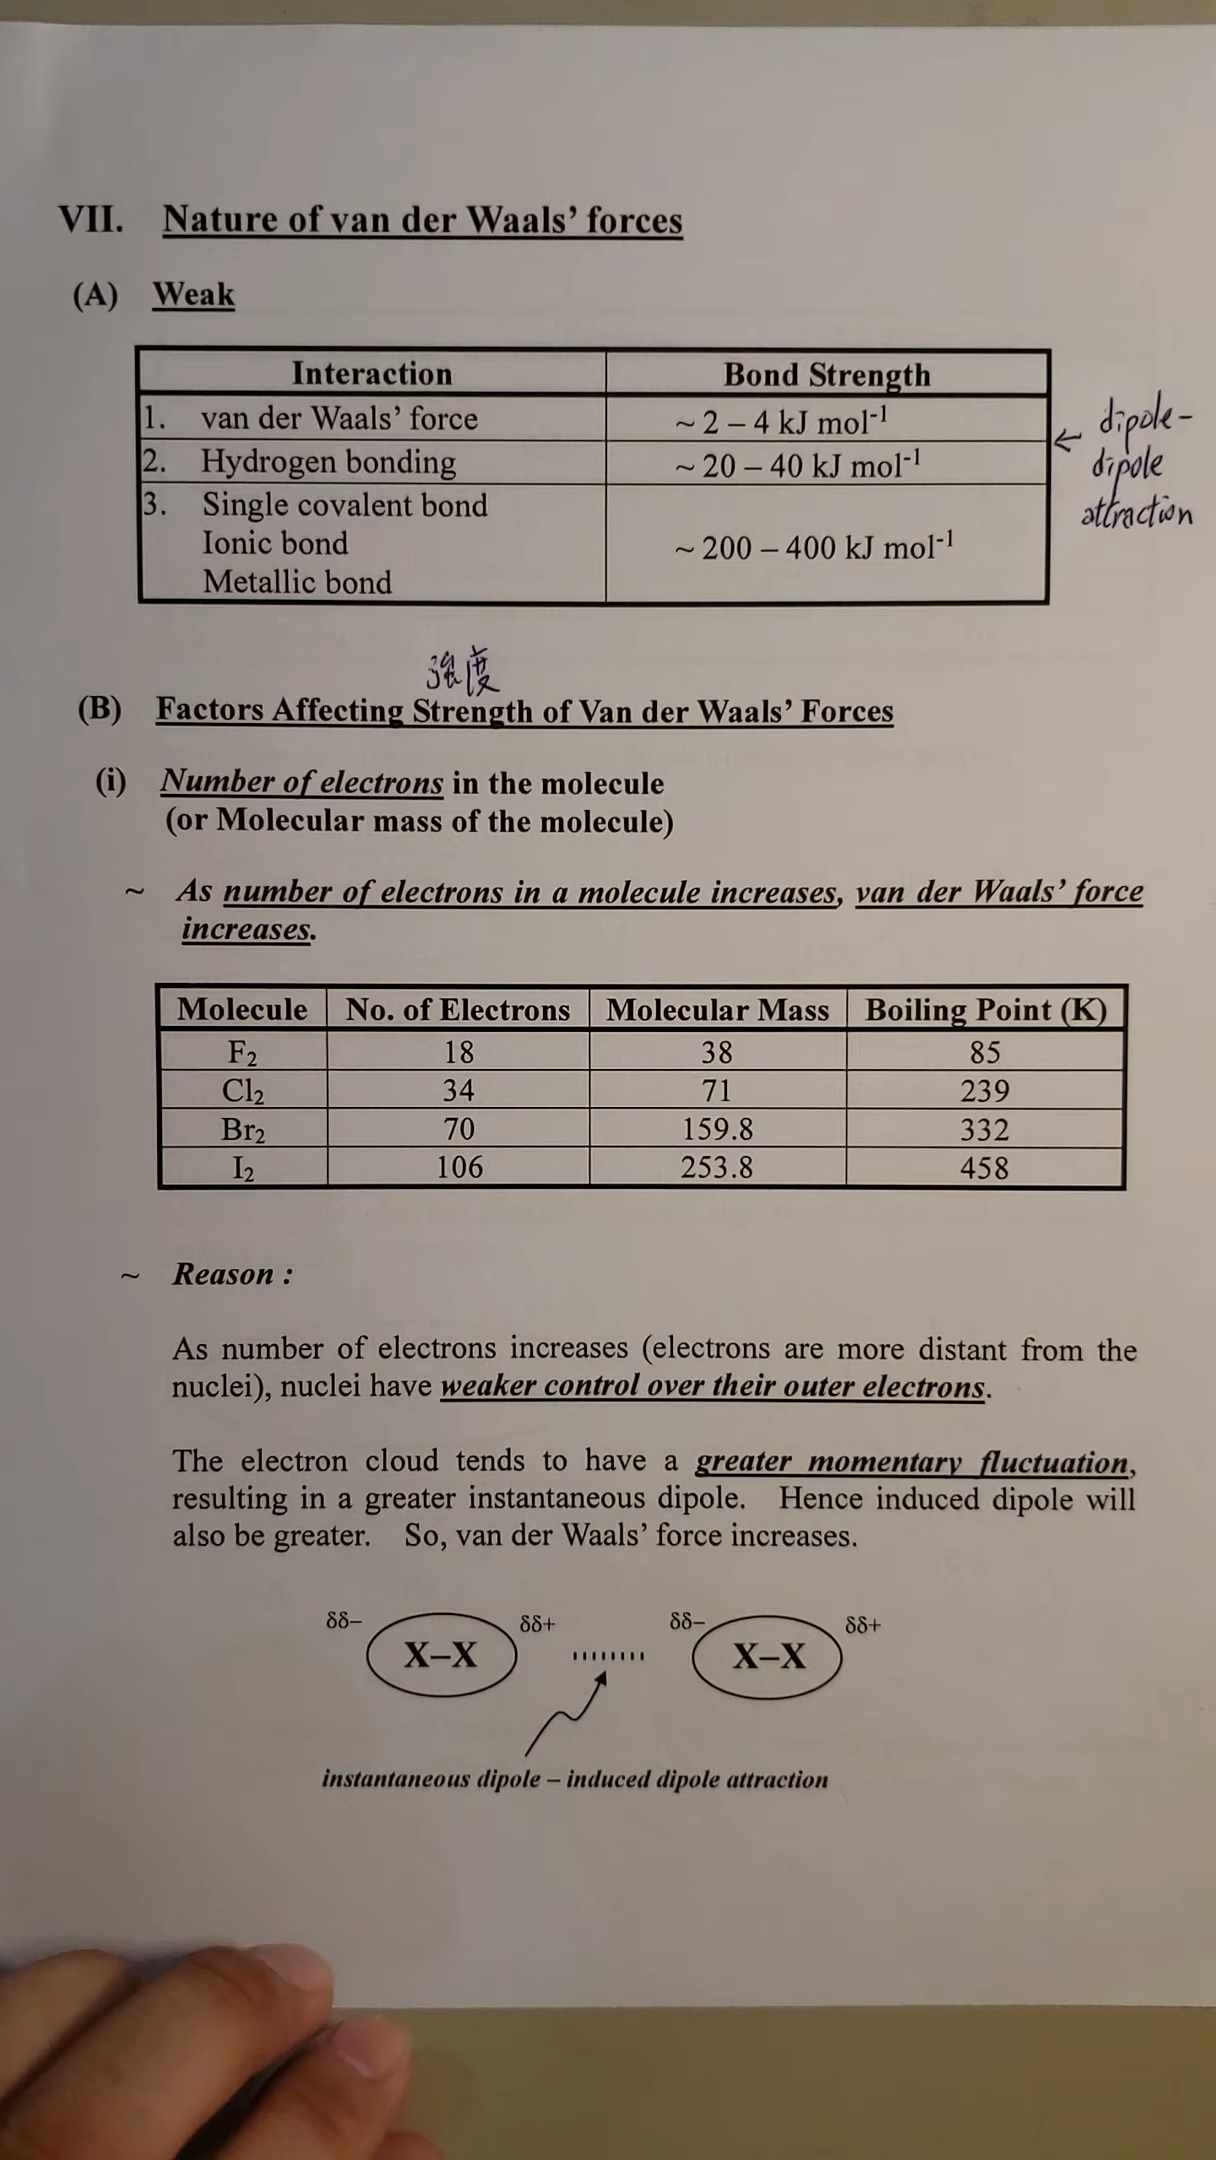 VII. Nature of van der Waals’ forces
(A) Weak
Interaction Bond Strength
1. van der Waals’ force ~ 2 – 4 kJ mol⁻¹
2. Hydrogen bonding ~ 20 – 40 kJ mol⁻¹
3. Single covalent bond
Ionic bond
~ 200 – 400 kJ mol⁻¹
Metallic bond
← dipole-
dipole
attraction
強度
(B) Factors Affecting Strength of Van der Waals’ Forces
(i) Number of electrons in the molecule
(or Molecular mass of the molecule)
~ As number of electrons in a molecule increases, van der Waals’ force
increases.
Molecule No. of Electrons Molecular Mass Boiling Point (K)
F₂ 18 38 85
Cl₂ 34 71 239
Br₂ 70 159.8 332
I₂ 106 253.8 458
~ Reason :
As number of electrons increases (electrons are more distant from the
nuclei), nuclei have weaker control over their outer electrons.
The electron cloud tends to have a greater momentary fluctuation,
resulting in a greater instantaneous dipole. Hence induced dipole will
also be greater. So, van der Waals’ force increases.
δδ– δδ+ δδ– δδ+
X–X X–X
instantaneous dipole – induced dipole attraction